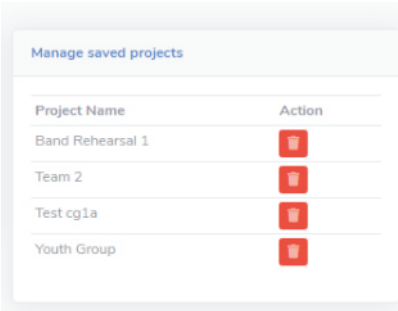 Manage saved projects
Project Name Action
Band Rehearsal 1
Team 2
Test cg1a
Youth Group